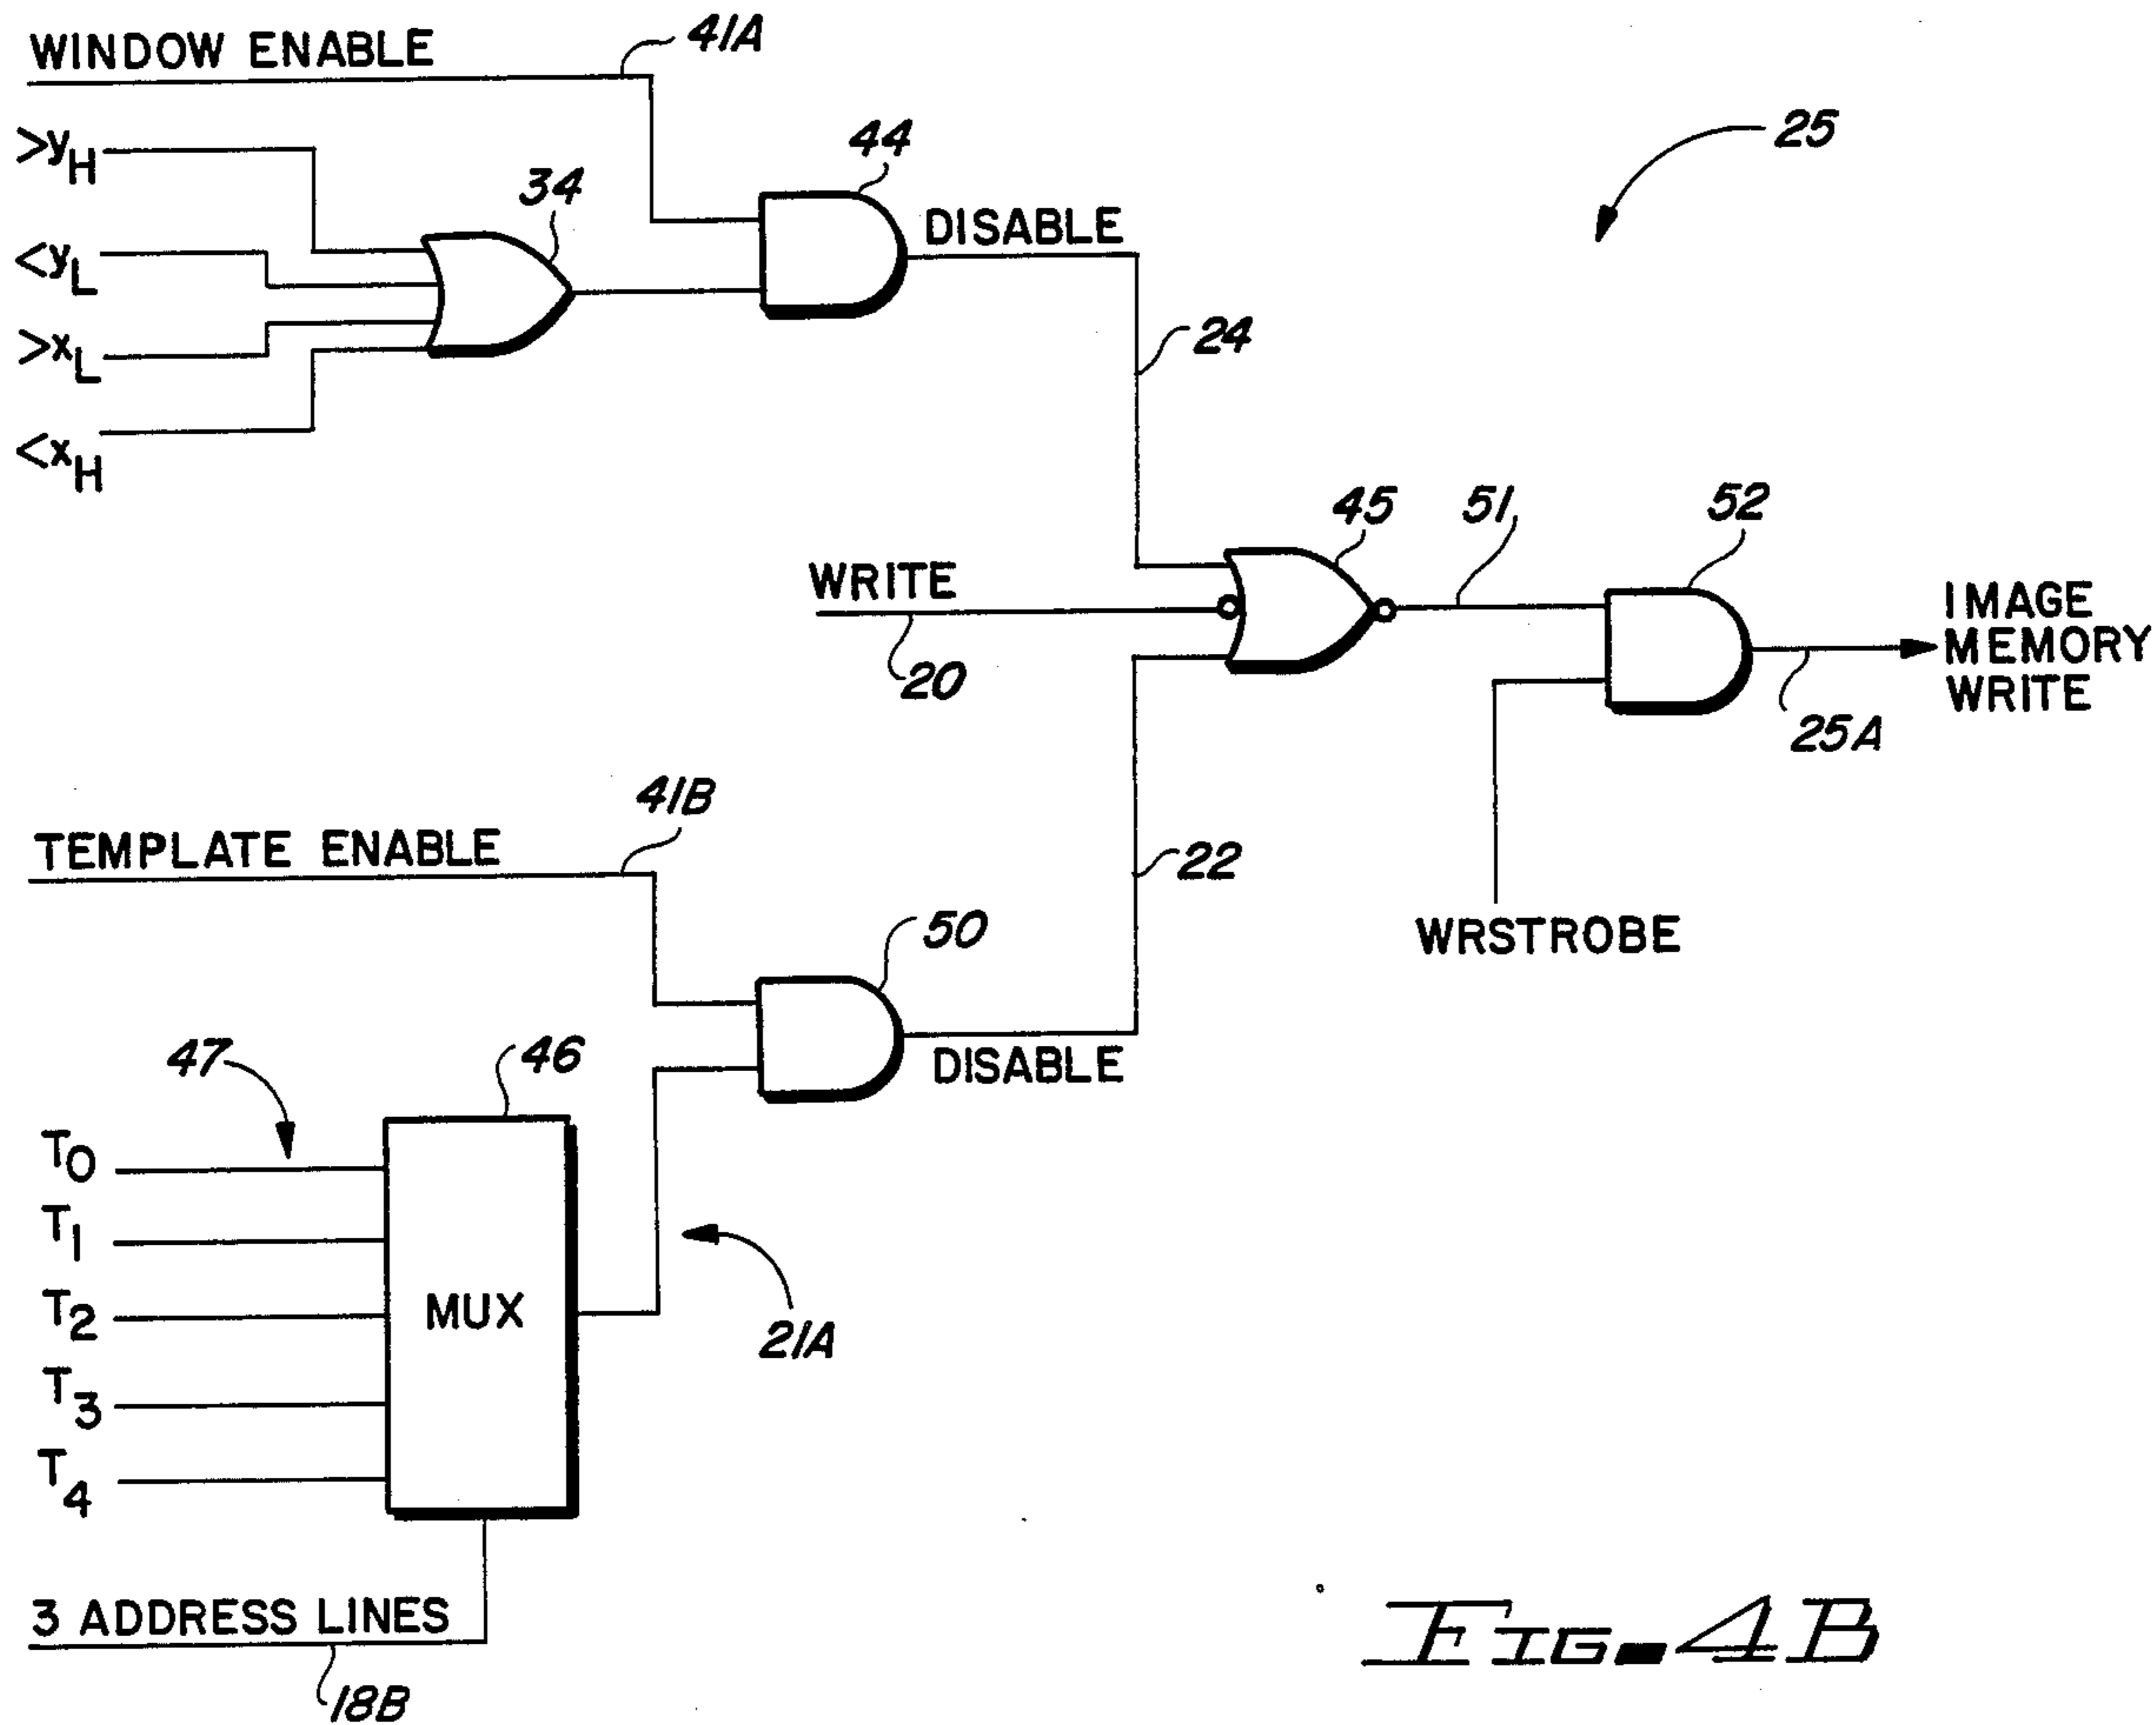 WINDOW ENABLE
41A
>yH
<yL
>xL
<xH
34
44
DISABLE
25
24
WRITE
20
45
51
52
IMAGE
MEMORY
WRITE
25A
WRSTROBE
TEMPLATE ENABLE
41B
50
DISABLE
22
47
46
T0
T1
T2
T3
T4
MUX
21A
3 ADDRESS LINES
18B
FIG. 4B